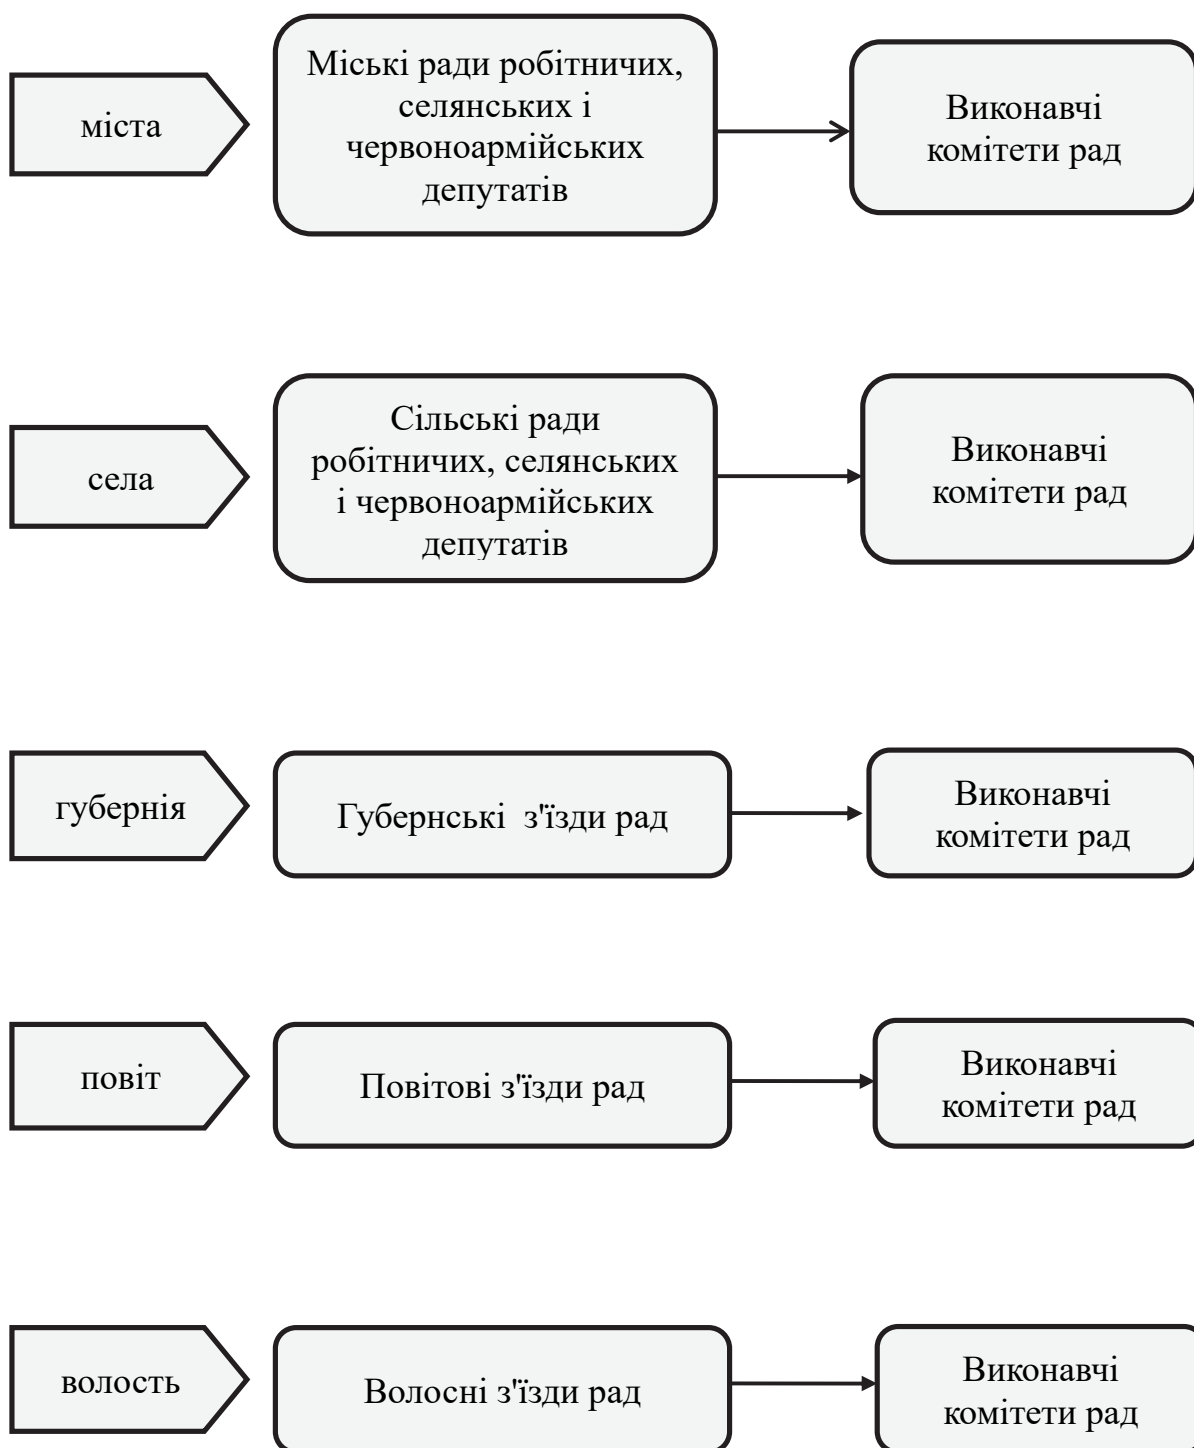 міста
Міські ради робітничих,
селянських і
червоноармійських
депутатів
Виконавчі
комітети рад
села
Сільські ради
робітничих, селянських
і червоноармійських
депутатів
Виконавчі
комітети рад
губернія
Губернські  з'їзди рад
Виконавчі
комітети рад
повіт
Повітові з'їзди рад
Виконавчі
комітети рад
волость
Волосні з'їзди рад
Виконавчі
комітети рад